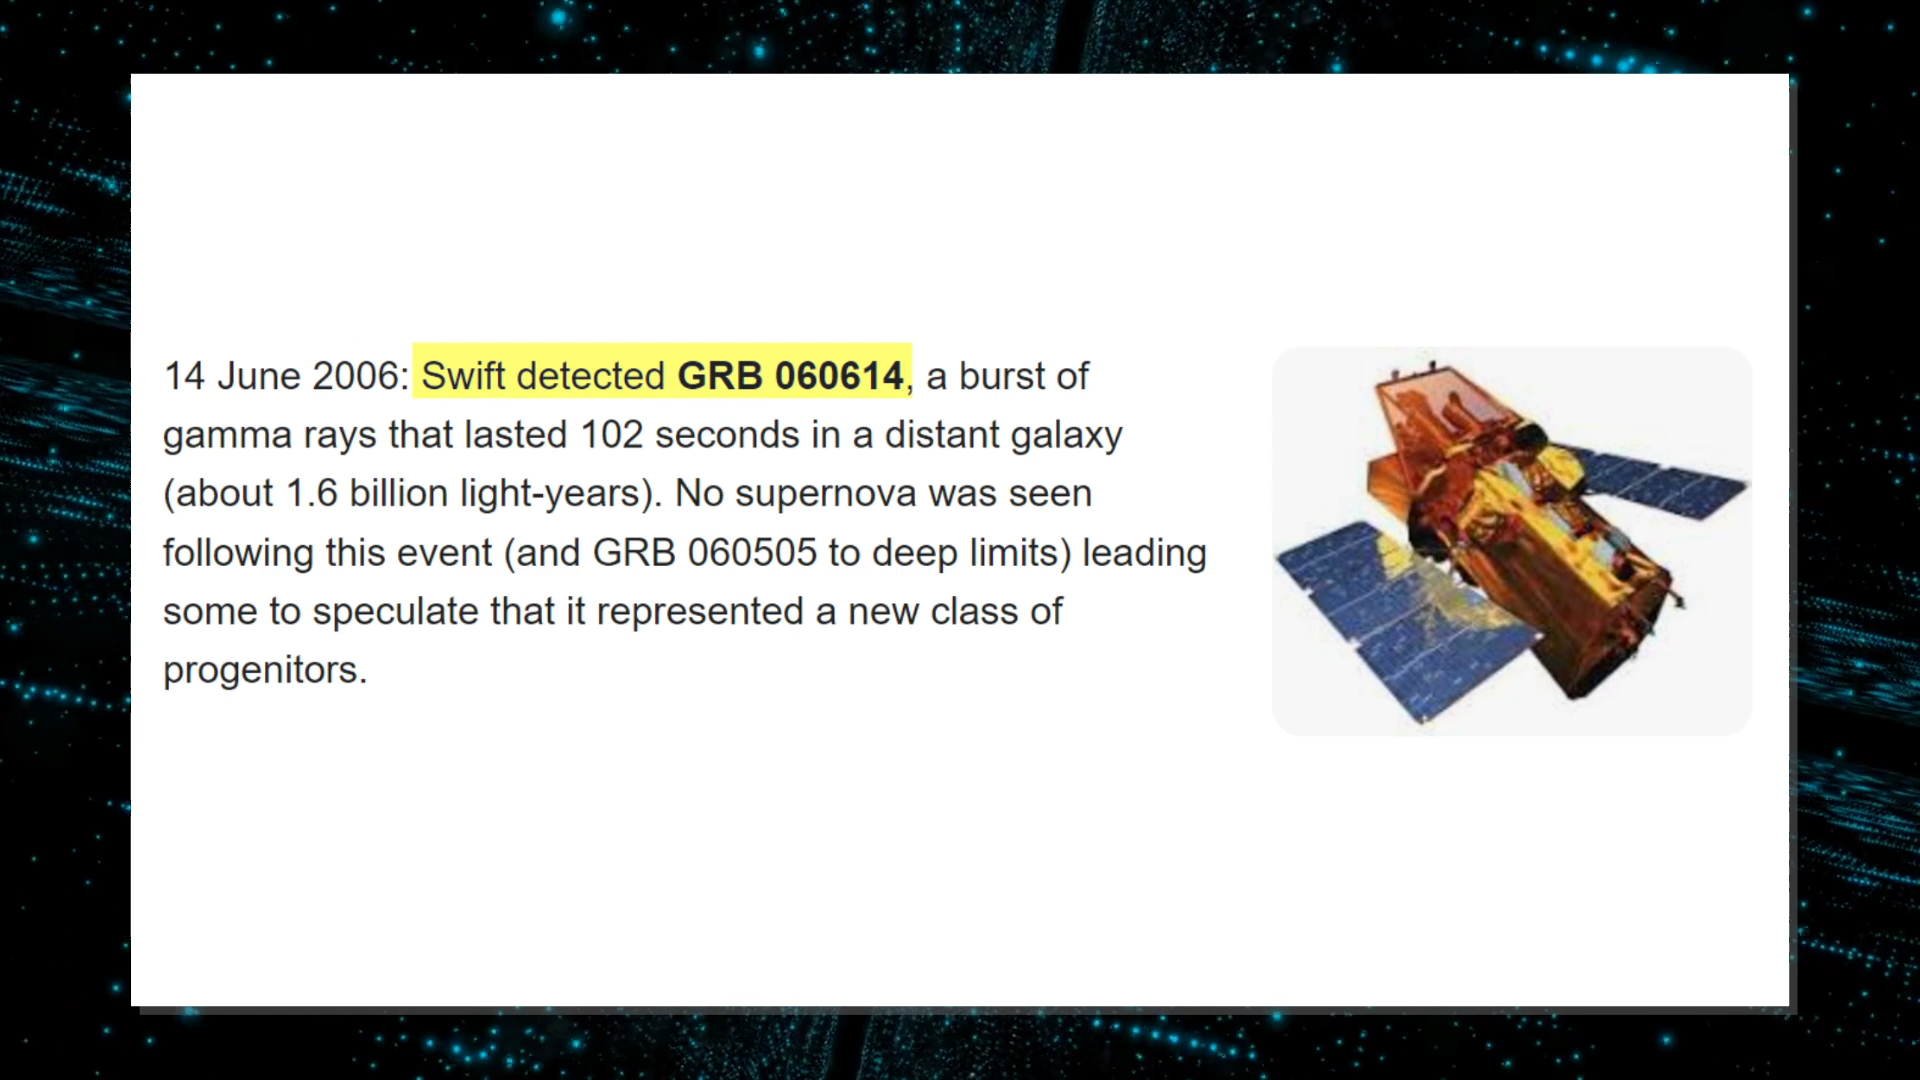 14 June 2006: Swift detected GRB 060614, a burst of
gamma rays that lasted 102 seconds in a distant galaxy
(about 1.6 billion light-years). No supernova was seen
following this event (and GRB 060505 to deep limits) leading
some to speculate that it represented a new class of
progenitors.